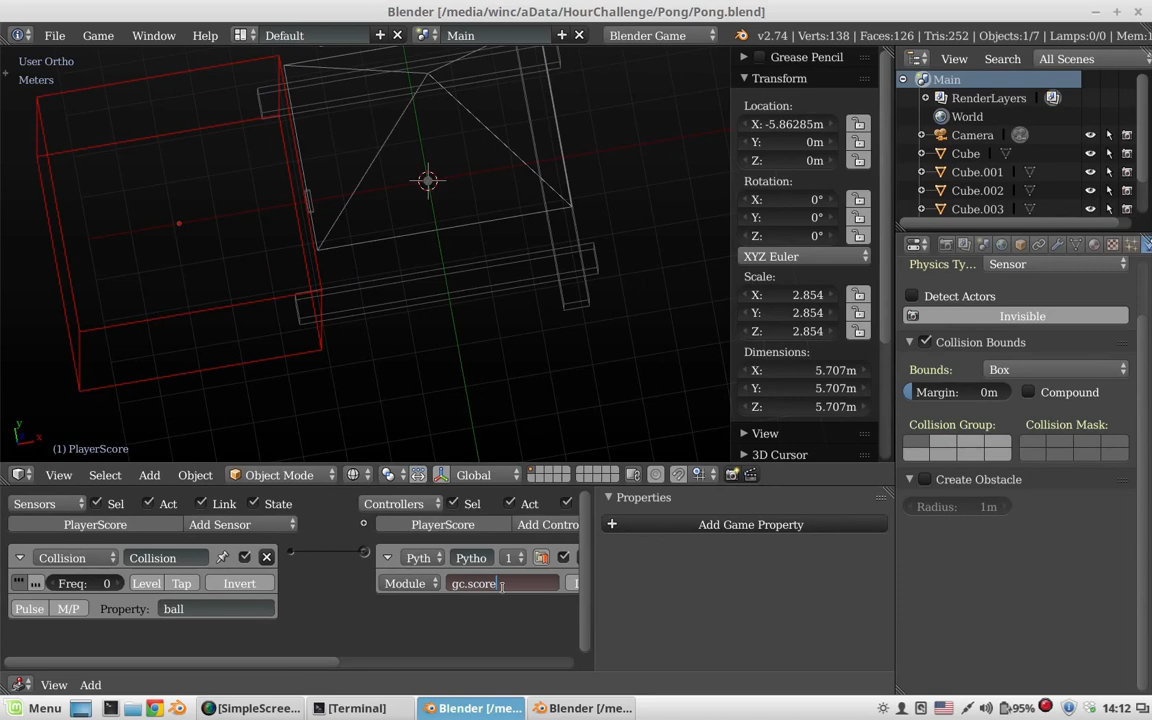 Blender [/media/winc/aData/HourChallenge/Pong/Pong.blend]
File Game Window Help Default Main Blender Game v2.74 | Verts:138 | Faces:126 | Tris:252 | Objects:1/7 | Lamps:0/0 | Mem:1
User Ortho
Meters
(1) PlayerScore
Grease Pencil
Transform
Location:
X: -5.86285m
Y: 0m
Z: 0m
Rotation:
X: 0°
Y: 0°
Z: 0°
XYZ Euler
Scale:
X: 2.854
Y: 2.854
Z: 2.854
Dimensions:
X: 5.707m
Y: 5.707m
Z: 5.707m
View
3D Cursor
View Search All Scenes
Main
RenderLayers
World
Camera
Cube
Cube.001
Cube.002
Cube.003
Physics Ty... Sensor
Detect Actors
Invisible
Collision Bounds
Bounds: Box
Margin: 0m Compound
Collision Group: Collision Mask:
Create Obstacle
Radius: 1m
View Select Add Object Object Mode Global
Sensors Sel Act Link State Controllers Sel Act
PlayerScore Add Sensor PlayerScore Add Contro
Collision Collision Pyth Pytho 1
Freq: 0 Level Tap Invert Module gc.score
Pulse M/P Property: ball
Properties
Add Game Property
View Add
Menu [SimpleScree... [Terminal] Blender [/me... Blender [/me... 95% 14:12